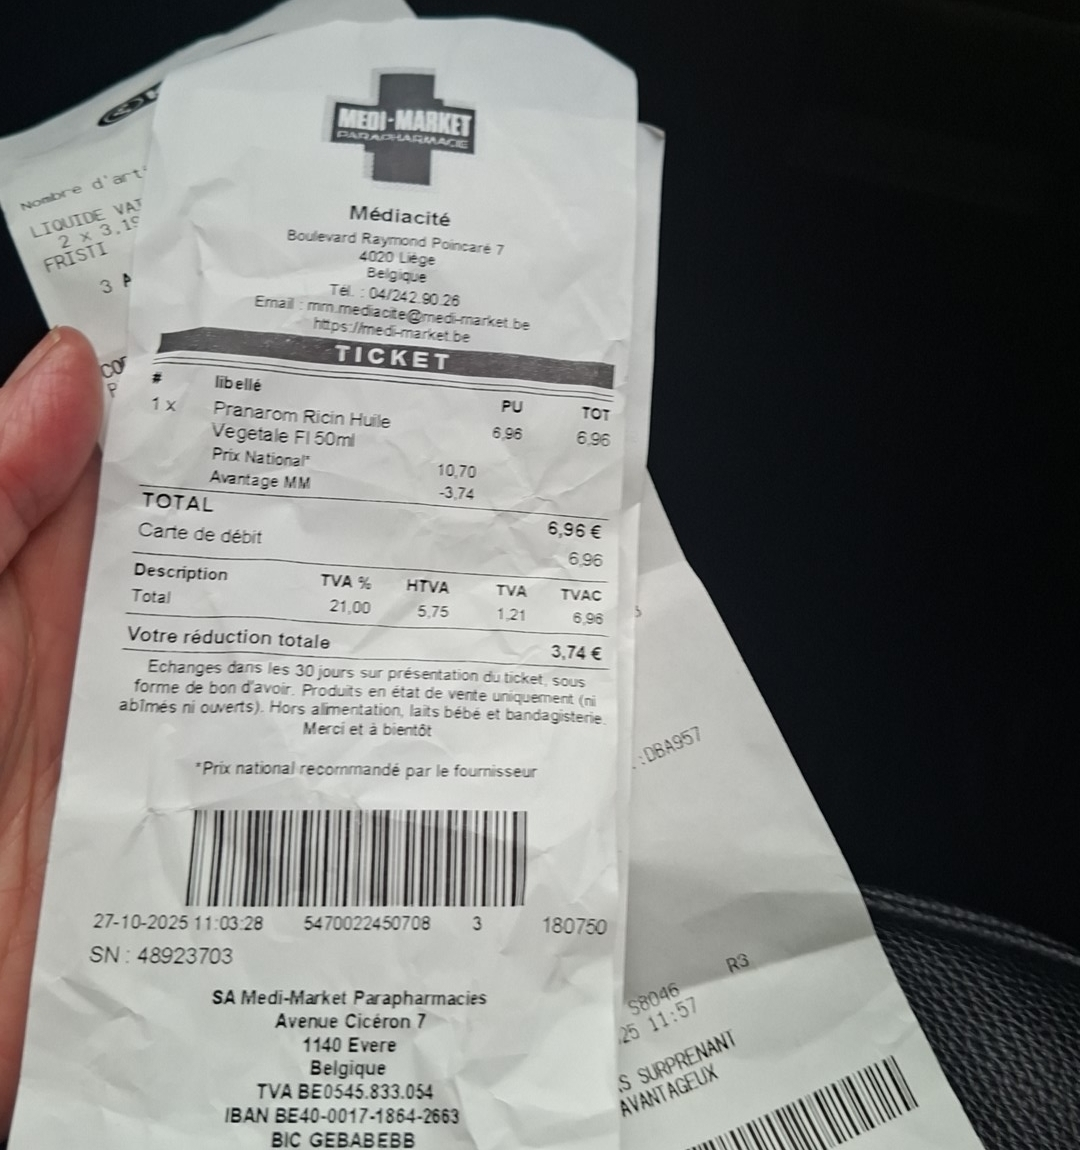 MEDI-MARKET
PARAPHARMACIE
Médiacité
Boulevard Raymond Poincaré 7
4020 Liège
Belgique
Tél. : 04/242.90.26
Email : mm.mediacite@medi-market.be
https://medi-market.be
TICKET
# libellé PU TOT
1 x Pranarom Ricin Huile 6,96 6,96
Vegetale Fl 50ml
Prix National* 10,70
Avantage MM -3,74
TOTAL 6,96 €
Carte de débit 6,96
Description TVA % HTVA TVA TVAC
Total 21,00 5,75 1,21 6,96
Votre réduction totale 3,74 €
Echanges dans les 30 jours sur présentation du ticket, sous
forme de bon d'avoir. Produits en état de vente uniquement (ni
abîmés ni ouverts). Hors alimentation, laits bébé et bandagisterie.
Merci et à bientôt
*Prix national recommandé par le fournisseur
27-10-2025 11:03:28 5470022450708 3 180750
SN : 48923703
SA Medi-Market Parapharmacies
Avenue Cicéron 7
1140 Evere
Belgique
TVA BE0545.833.054
IBAN BE40-0017-1864-2663
BIC GEBABEBB
Nombre d'art
LIQUIDE VAI
2 x 3,19
FRISTI
3 A
:DBA957
R3
S8046
25 11:57
S SURPRENANT
AVANTAGEUX